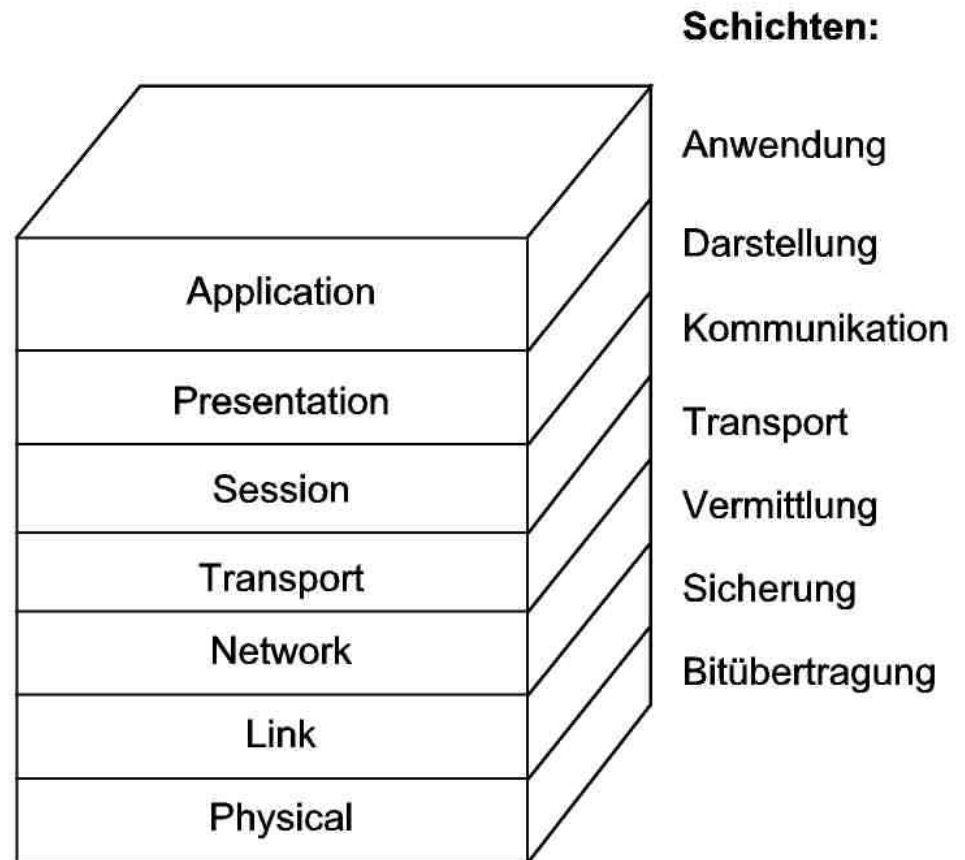 Schichten:
Anwendung
Darstellung
Kommunikation
Transport
Vermittlung
Sicherung
Bitübertragung
Application
Presentation
Session
Transport
Network
Link
Physical